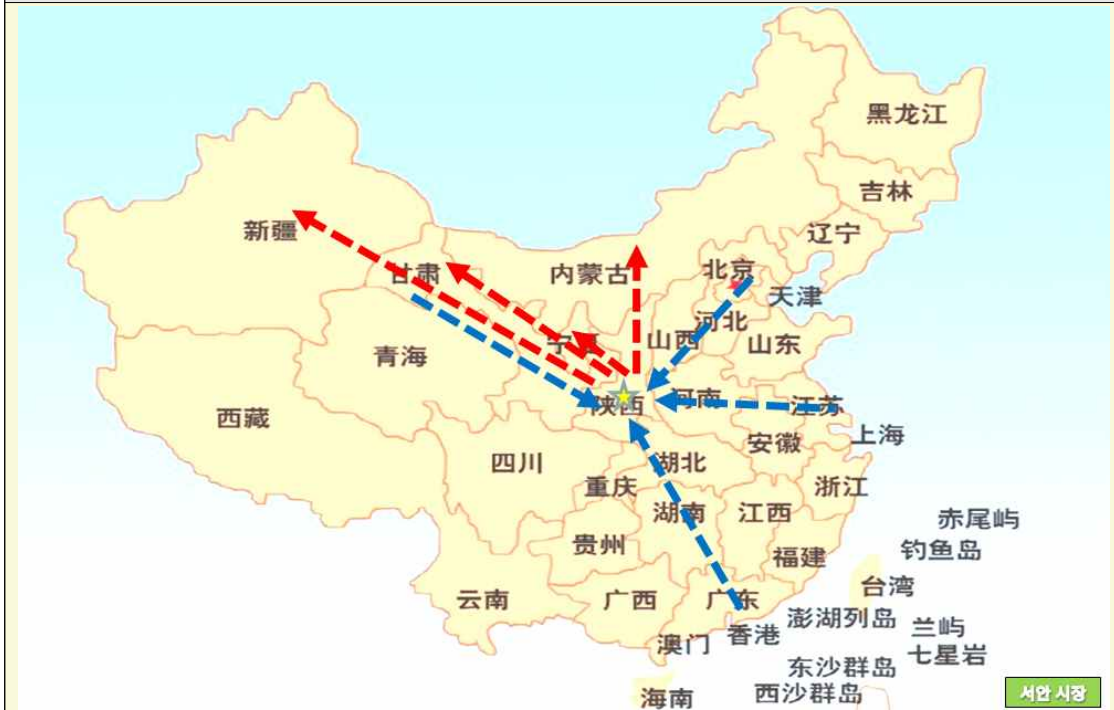 黑龙江
吉林
辽宁
新疆
甘肃
内蒙古
北京
天津
河北
宁夏
山西
山东
青海
陕西
河南
江苏
西藏
安徽
上海
四川
湖北
重庆
浙江
湖南
江西
赤尾屿
贵州
福建
钓鱼岛
台湾
云南
广西
广东
澎湖列岛
兰屿
澳门
香港
七星岩
东沙群岛
海南
西沙群岛
서안 시장